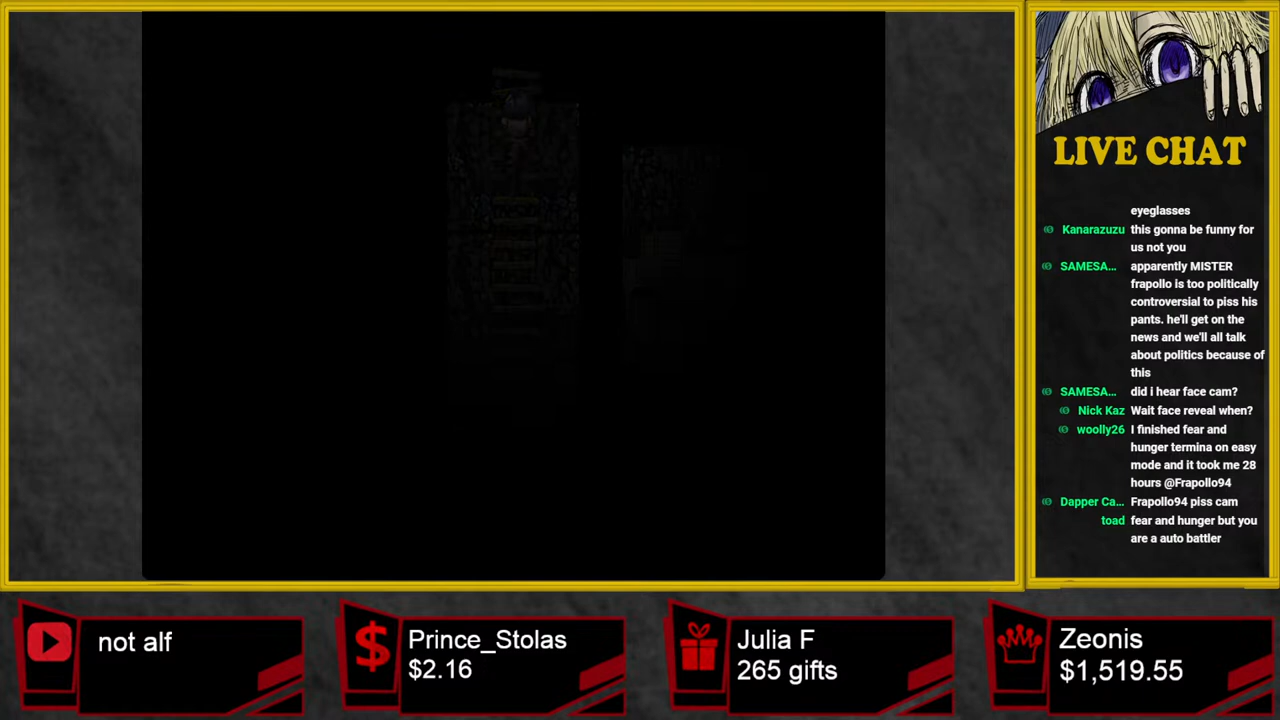 LIVE CHAT
eyeglasses
Kanarazuzu this gonna be funny for
us not you
SAMESA... apparently MISTER
frapollo is too politically
controversial to piss his
pants. he'll get on the
news and we'll all talk
about politics because of
this
SAMESA... did i hear face cam?
Nick Kaz Wait face reveal when?
woolly26 I finished fear and
hunger termina on easy
mode and it took me 28
hours @Frapollo94
Dapper Ca... Frapollo94 piss cam
toad fear and hunger but you
are a auto battler
not alf
Prince_Stolas
$2.16
Julia F
265 gifts
Zeonis
$1,519.55